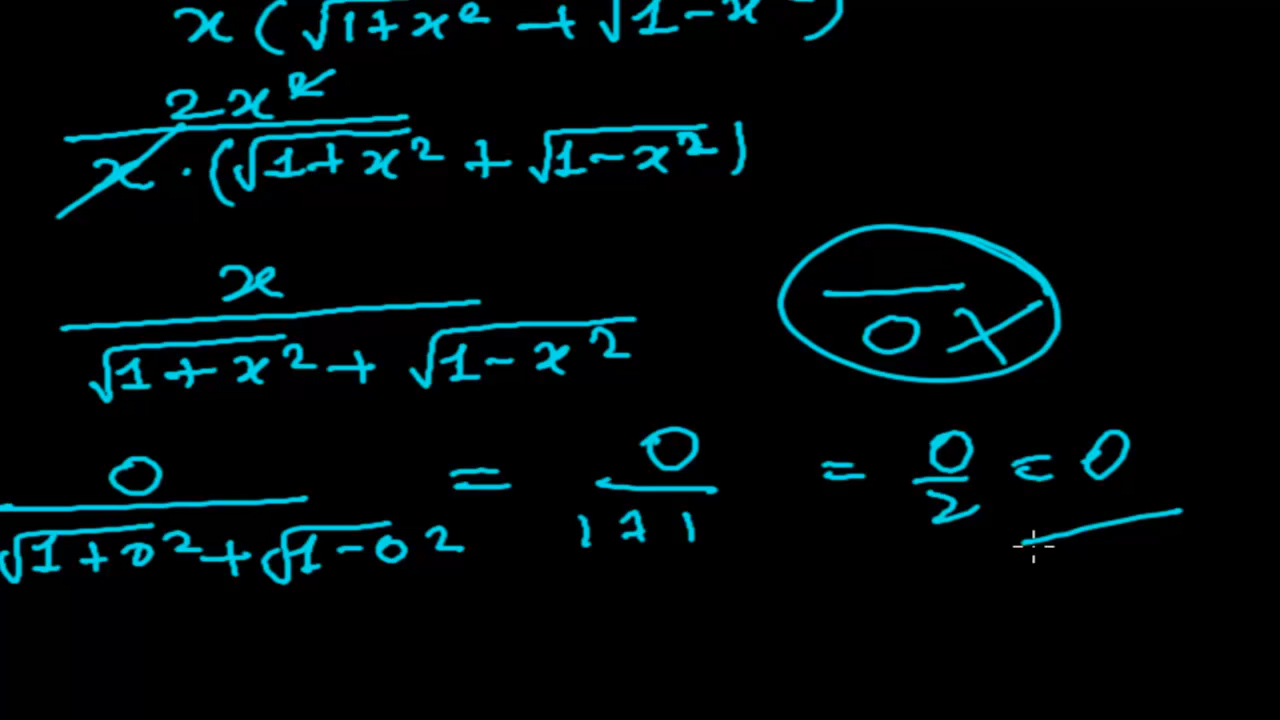 x(√1+x² + √1-x²)
2x²
x · (√1+x² + √1-x²)
x
√1+x² + √1-x²
0 X
0 = 0 = 0 = 0
√1+0² + √1-0² 1+1 2